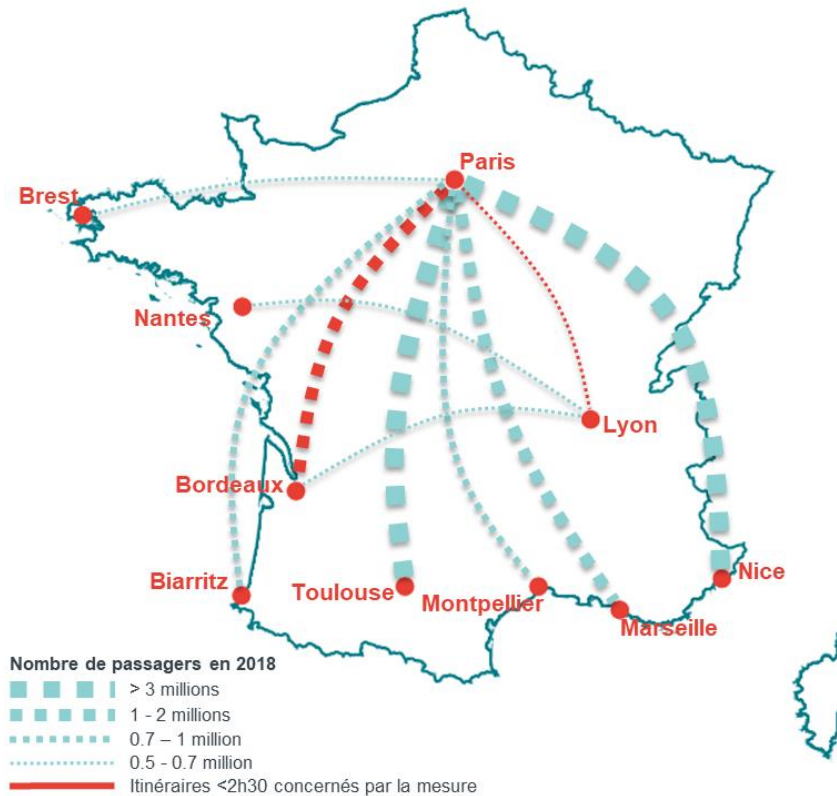 Paris
Brest
Nantes
Lyon
Bordeaux
Biarritz
Toulouse
Montpellier
Nice
Marseille
Nombre de passagers en 2018
> 3 millions
1 - 2 millions
0.7 – 1 million
0.5 - 0.7 million
Itinéraires <2h30 concernés par la mesure